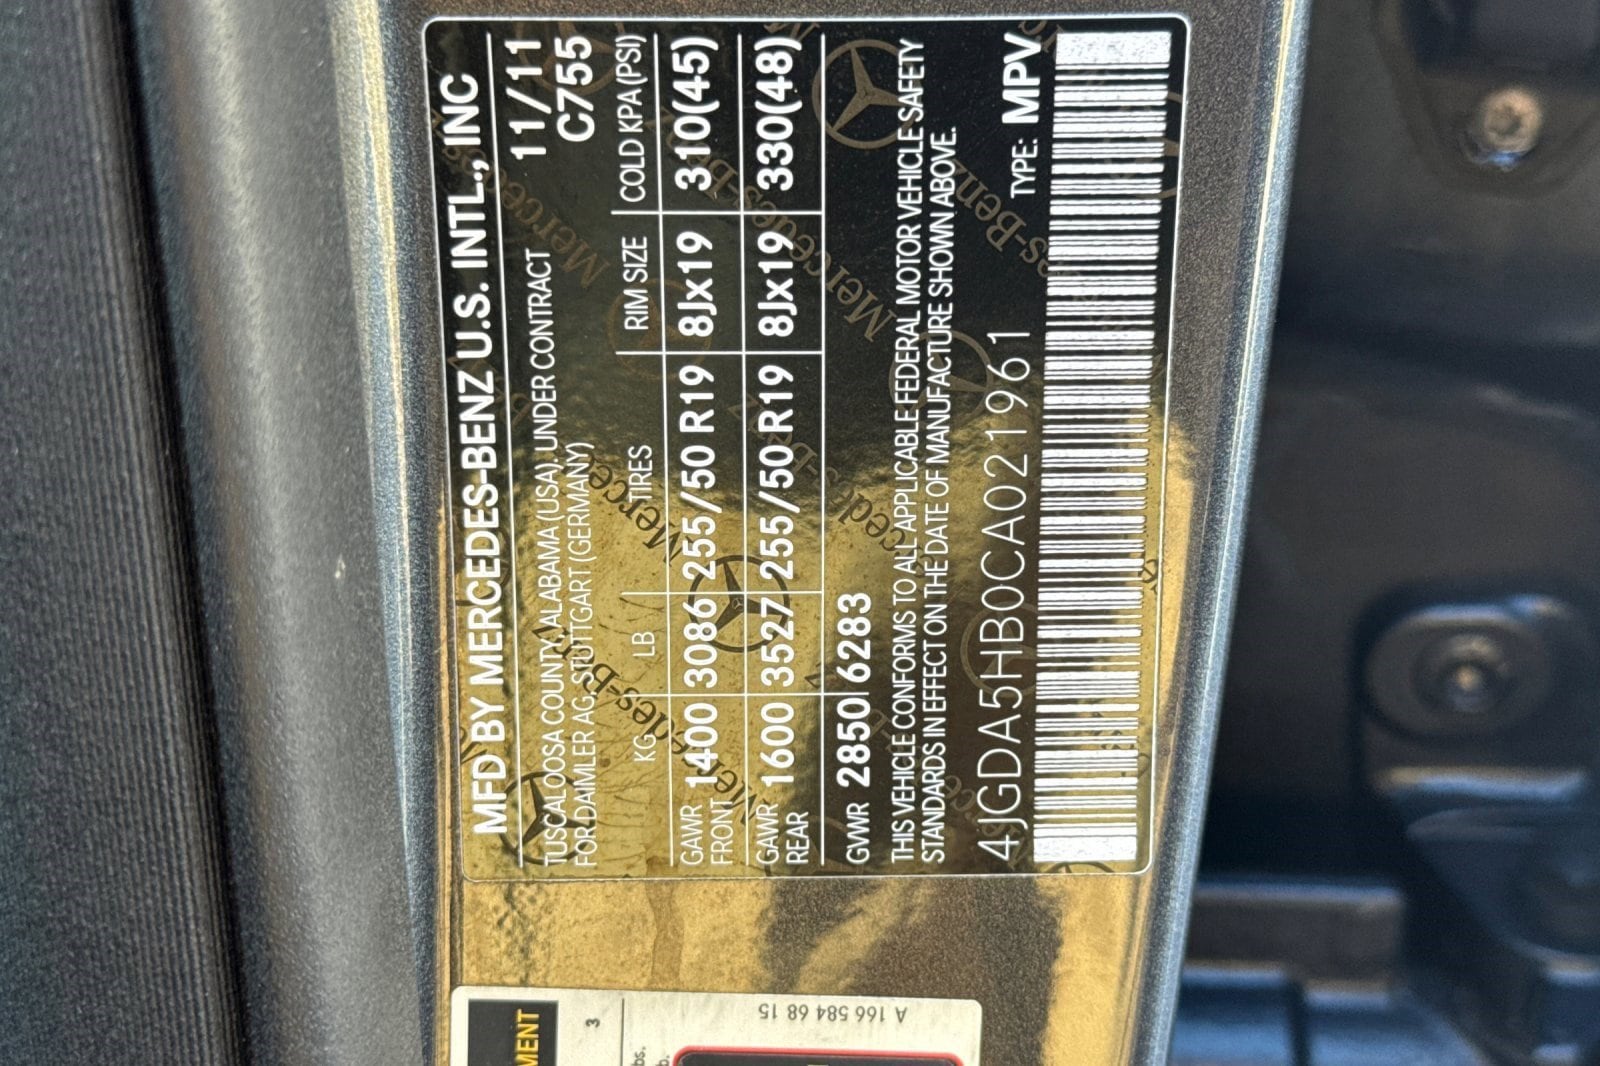 MFD BY MERCEDES-BENZ U.S. INTL., INC
TUSCALOOSA COUNTY, ALABAMA (USA), UNDER CONTRACT 11/11
FOR DAIMLER AG, STUTTGART (GERMANY) C755
KG LB TIRES RIM SIZE COLD KPA (PSI)
GAWR FRONT 1400 3086 255/50 R19 8Jx19 310(45)
GAWR REAR 1600 3527 255/50 R19 8Jx19 330(48)
GVWR 2850 6283
THIS VEHICLE CONFORMS TO ALL APPLICABLE FEDERAL MOTOR VEHICLE SAFETY
STANDARDS IN EFFECT ON THE DATE OF MANUFACTURE SHOWN ABOVE.
4JGDA5HB0CA021961 TYPE: MPV
Mercedes-Benz
A 166 584 68 15
MENT
3